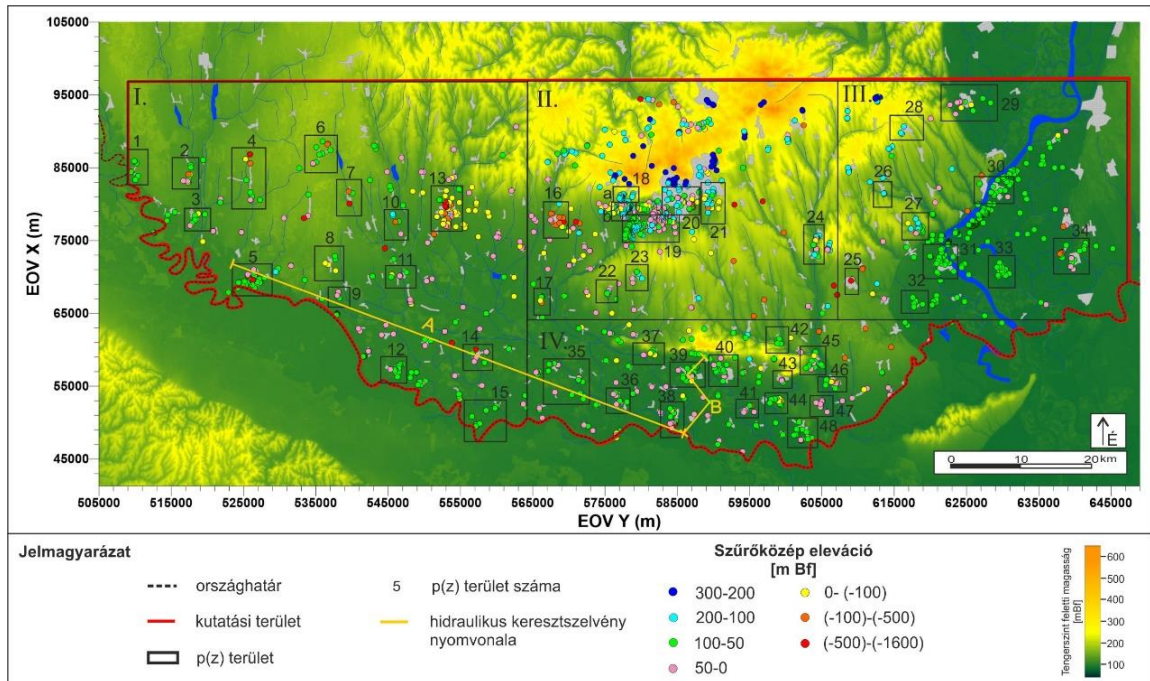 105000
95000
85000
75000
65000
55000
45000
EOV X (m)
I.
II.
III.
IV.
1
2
3
4
5
6
7
8
9
10
11
12
13
14
15
16
17
a
b
18
19
20
21
22
23
24
25
26
27
28
29
30
31
32
33
34
35
36
37
38
39
40
41
42
43
44
45
46
47
48
A
B
É
0 10 20 km
505000 515000 525000 535000 545000 555000 565000 575000 585000 595000 605000 615000 625000 635000 645000
EOV Y (m)
Jelmagyarázat
országhatár
kutatási terület
p(z) terület
5 p(z) terület száma
hidraulikus keresztszelvény
nyomvonala
Szűrőközép eleváció
[m Bf]
300-200
200-100
100-50
50-0
0- (-100)
(-100)-(-500)
(-500)-(-1600)
Tengerszint feletti magasság
[mBf]
600
500
400
300
200
100